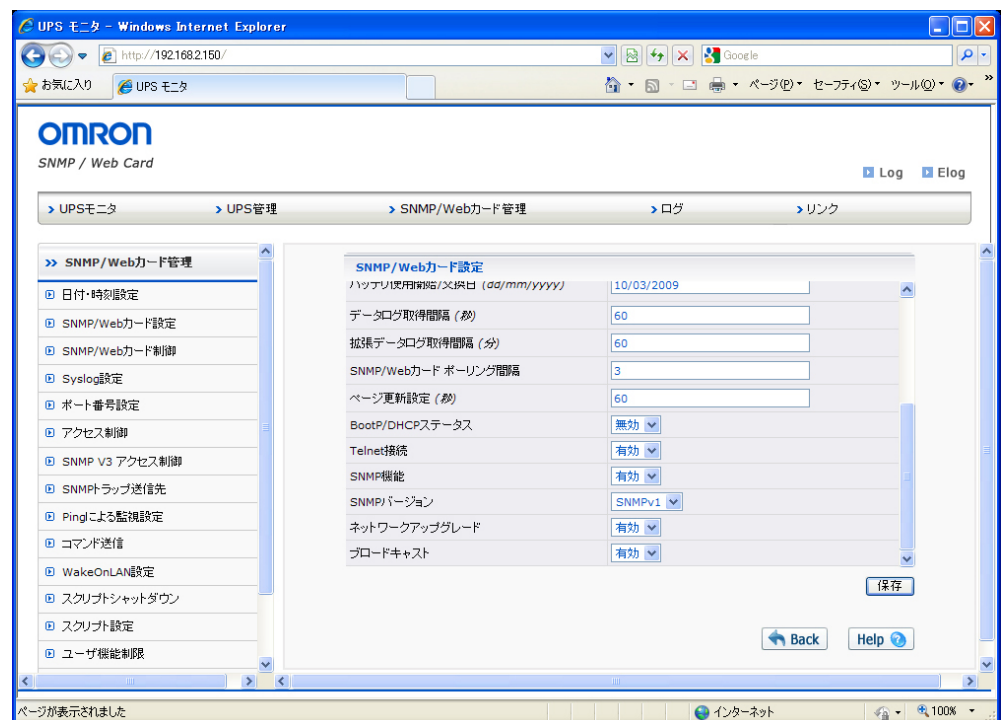 UPS モニタ - Windows Internet Explorer
http://192.168.2.150/
Google
お気に入り
UPS モニタ
ページ(P)
セーフティ(S)
ツール(O)
»
OMRON
SNMP / Web Card
Log
Elog
UPSモニタ
UPS管理
SNMP/Webカード管理
ログ
リンク
SNMP/Webカード管理
日付・時刻設定
SNMP/Webカード設定
SNMP/Webカード制御
Syslog設定
ポート番号設定
アクセス制御
SNMP V3 アクセス制御
SNMPトラップ送信先
Pingによる監視設定
コマンド送信
WakeOnLAN設定
スクリプトシャットダウン
スクリプト設定
ユーザ機能制限
SNMP/Webカード設定
バッテリ使用開始/交換日 (dd/mm/yyyy) 10/03/2009
データログ取得間隔 (秒) 60
拡張データログ取得間隔 (分) 60
SNMP/Webカード ポーリング間隔 3
ページ更新設定 (秒) 60
BootP/DHCPステータス 無効
Telnet接続 有効
SNMP機能 有効
SNMPバージョン SNMPv1
ネットワークアップグレード 有効
ブロードキャスト 有効
保存
Back
Help
ページが表示されました
インターネット
100%